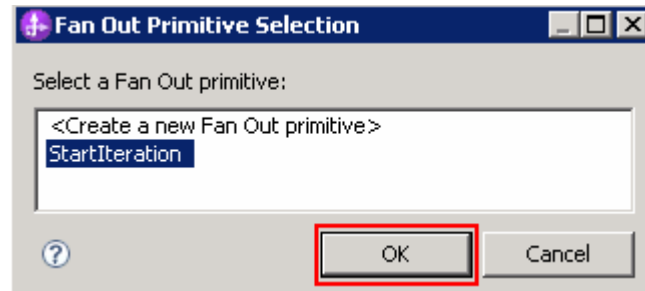 Fan Out Primitive Selection
Select a Fan Out primitive:
<Create a new Fan Out primitive>
StartIteration
?
OK
Cancel